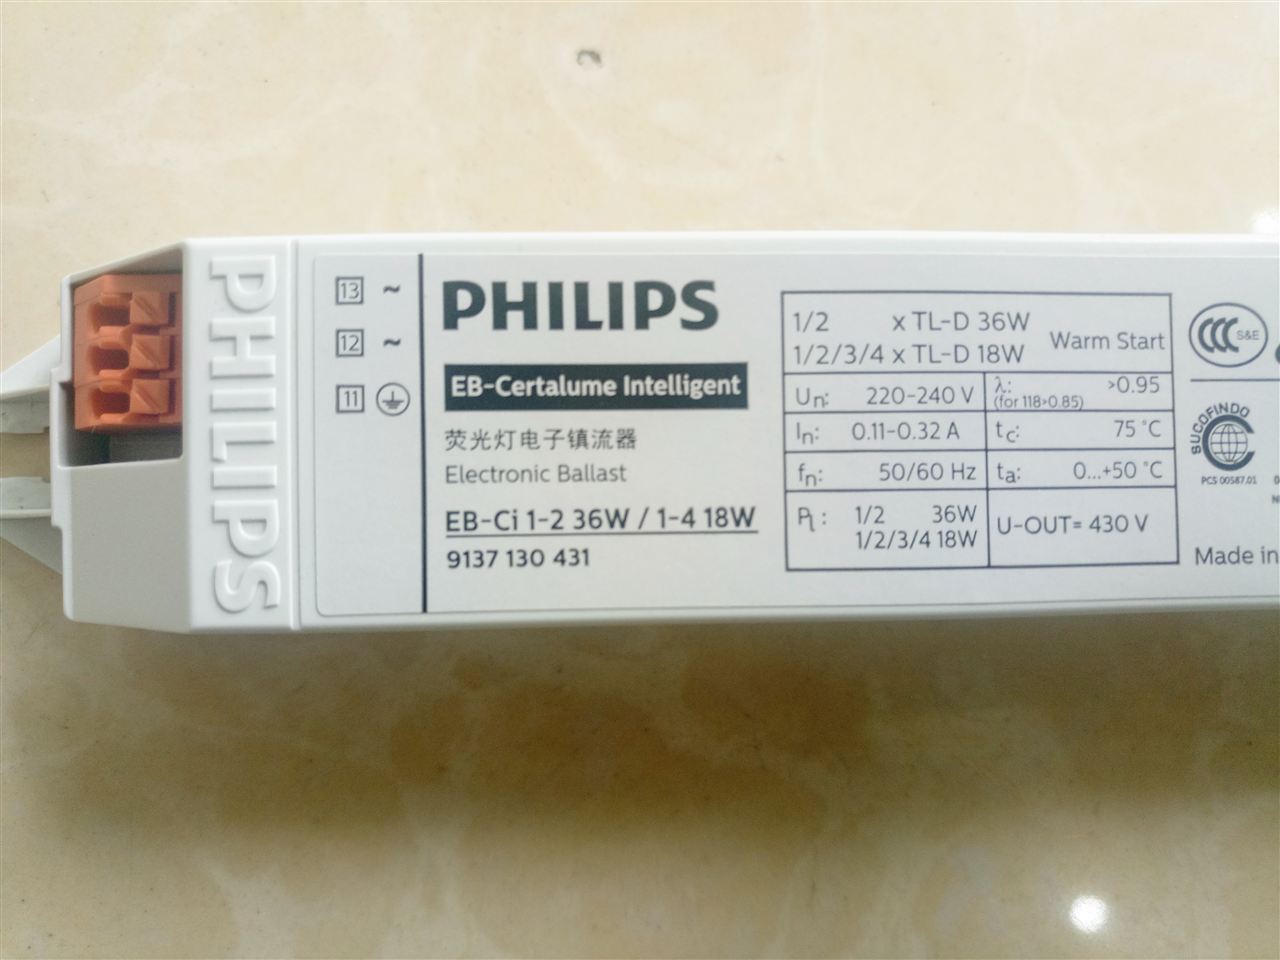 PHILIPS
13 ~
12 ~
11
PHILIPS
EB-Certalume Intelligent
荧光灯电子镇流器
Electronic Ballast
EB-Ci 1-2 36W / 1-4 18W
9137 130 431
1/2 x TL-D 36W
1/2/3/4 x TL-D 18W
Warm Start
Un: 220-240 V
λ: >0.95
(for 118>0.85)
In: 0.11-0.32 A
tc: 75 °C
fn: 50/60 Hz
ta: 0...+50 °C
PL: 1/2 36W
1/2/3/4 18W
U-OUT= 430 V
CCC S&E
SUCOFINDO
PCS 00587.01
Made in